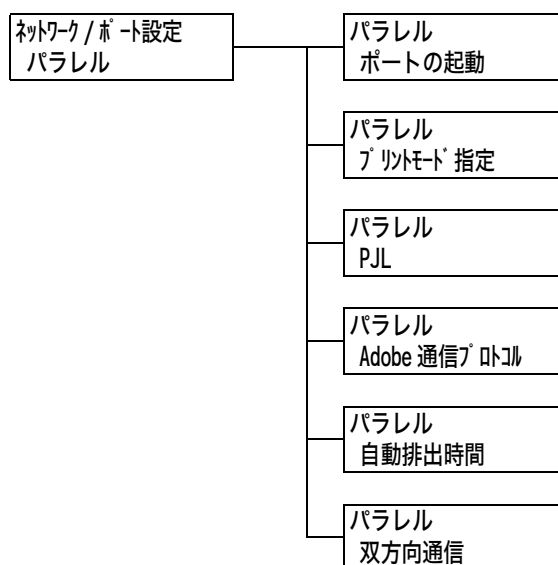 ﾈｯﾄﾜｰｸ / ﾎﾟｰﾄ設定
パラレル
パラレル
ポートの起動
パラレル
ﾌﾟﾘﾝﾄﾓｰﾄﾞ指定
パラレル
PJL
パラレル
Adobe 通信ﾌﾟﾛﾄｺﾙ
パラレル
自動排出時間
パラレル
双方向通信